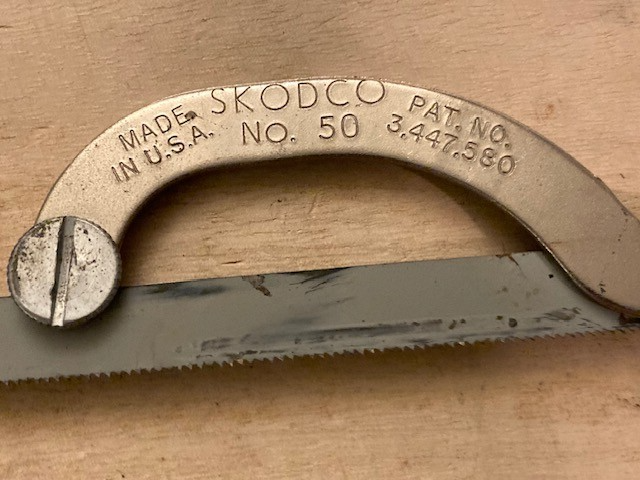 MADE
IN U.S.A.
SKODCO
NO. 50
PAT. NO.
3,447,580